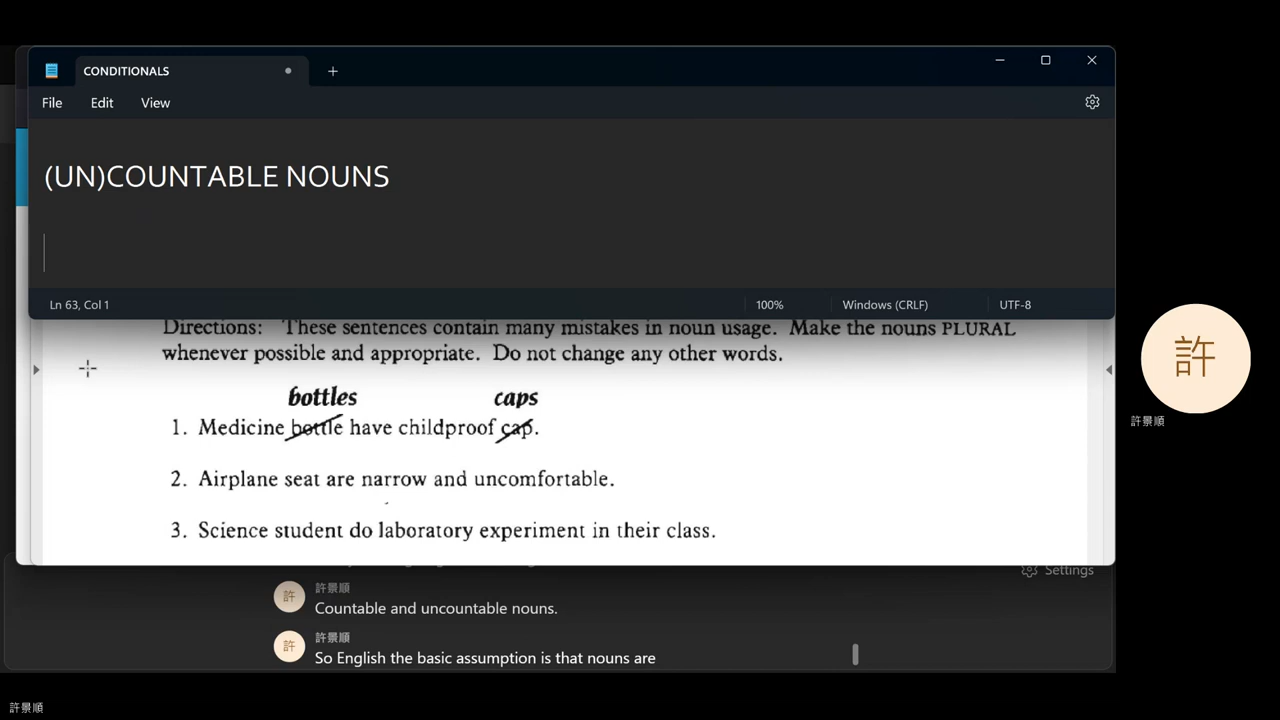 CONDITIONALS
File Edit View
(UN)COUNTABLE NOUNS
Ln 63, Col 1 100% Windows (CRLF) UTF-8
Directions: These sentences contain many mistakes in noun usage. Make the nouns PLURAL
whenever possible and appropriate. Do not change any other words.
bottles caps
1. Medicine bottle have childproof cap.
2. Airplane seat are narrow and uncomfortable.
3. Science student do laboratory experiment in their class.
Settings
許 許景順
Countable and uncountable nouns.
許 許景順
So English the basic assumption is that nouns are
許
許景順
許景順